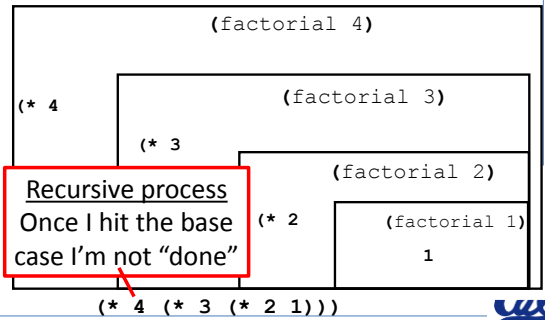 (factorial 4)
(* 4
(factorial 3)
(* 3
(factorial 2)
(* 2
(factorial 1)
1
Recursive process
Once I hit the base
case I'm not "done"
(* 4 (* 3 (* 2 1)))